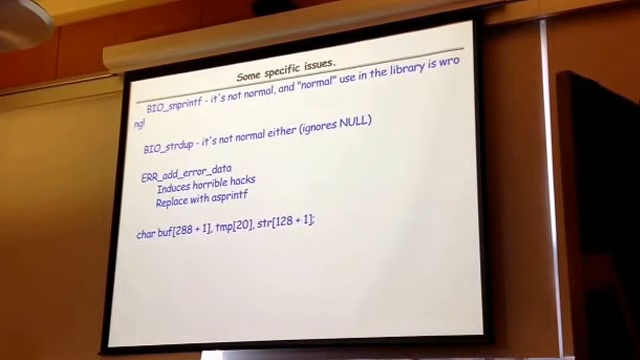 Some specific issues.
BIO_snprintf - it's not normal, and "normal" use in the library is wro
ng!
BIO_strdup - it's not normal either (ignores NULL)
ERR_add_error_data
Induces horrible hacks
Replace with asprintf
char buf[288 + 1], tmp[20], str[128 + 1];